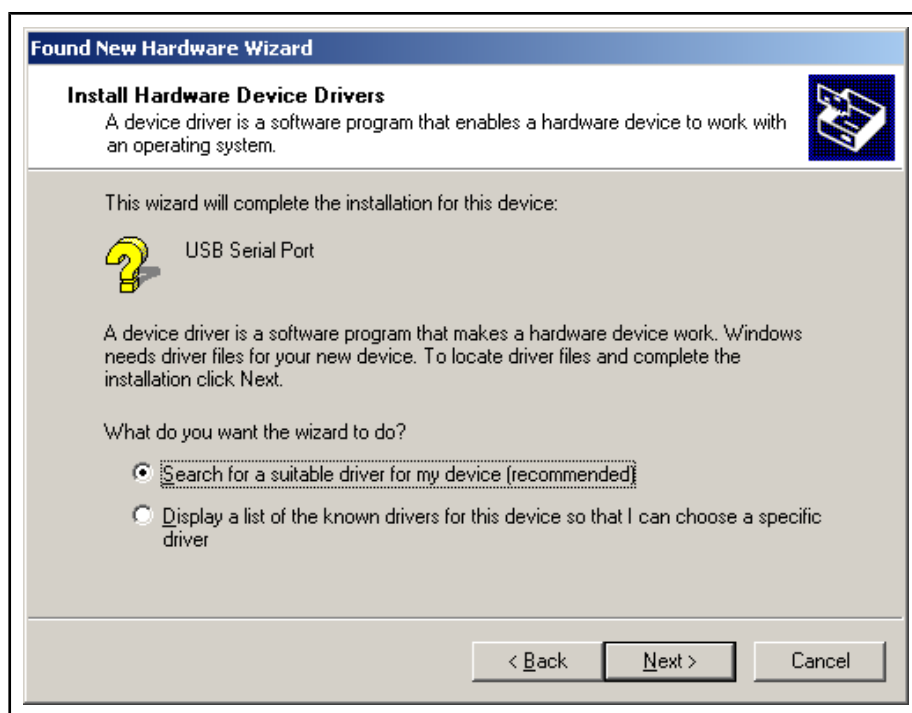 Found New Hardware Wizard
Install Hardware Device Drivers
A device driver is a software program that enables a hardware device to work with
an operating system.
This wizard will complete the installation for this device:
USB Serial Port
A device driver is a software program that makes a hardware device work. Windows
needs driver files for your new device. To locate driver files and complete the
installation click Next.
What do you want the wizard to do?
Search for a suitable driver for my device (recommended)
Display a list of the known drivers for this device so that I can choose a specific
driver
< Back Next > Cancel